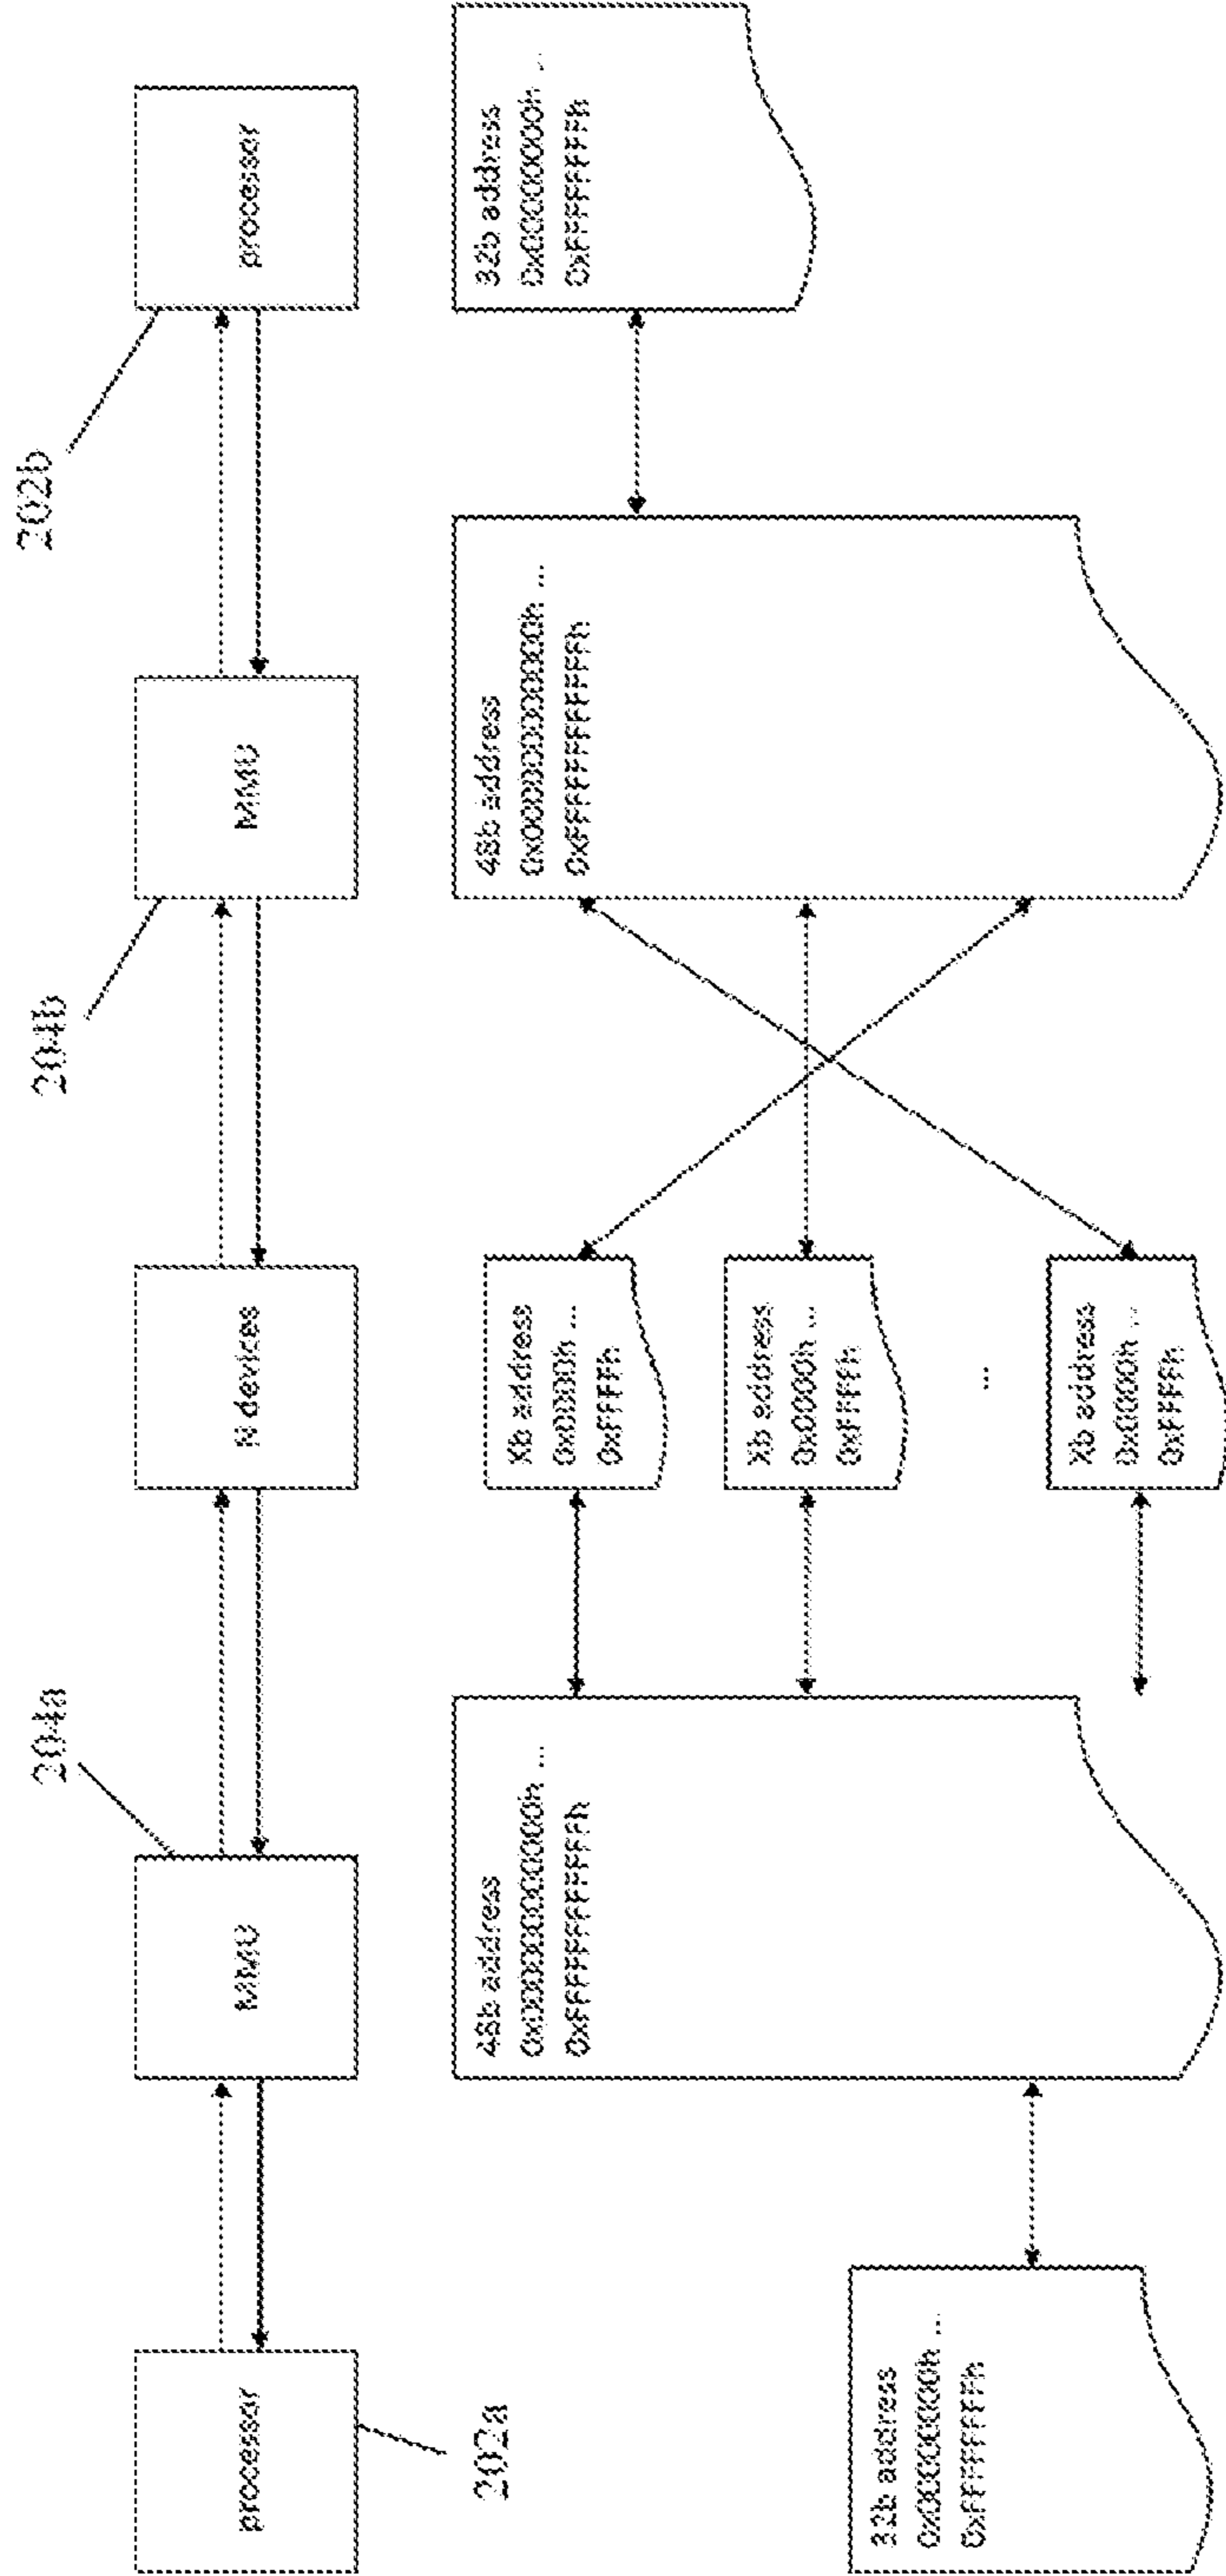 204a
204b
202b
processor
MMU
N devices
MMU
processor
202a
32b address
0x00000000h ...
0xFFFFFFFFh
48b address
0x000000000000h ...
0xFFFFFFFFFFFFh
Xb address
0x0000h ...
0xFFFFh
Xb address
0x0000h ...
0xFFFFh
...
Xb address
0x0000h ...
0xFFFFh
48b address
0x000000000000h ...
0xFFFFFFFFFFFFh
32b address
0x00000000h ...
0xFFFFFFFFh